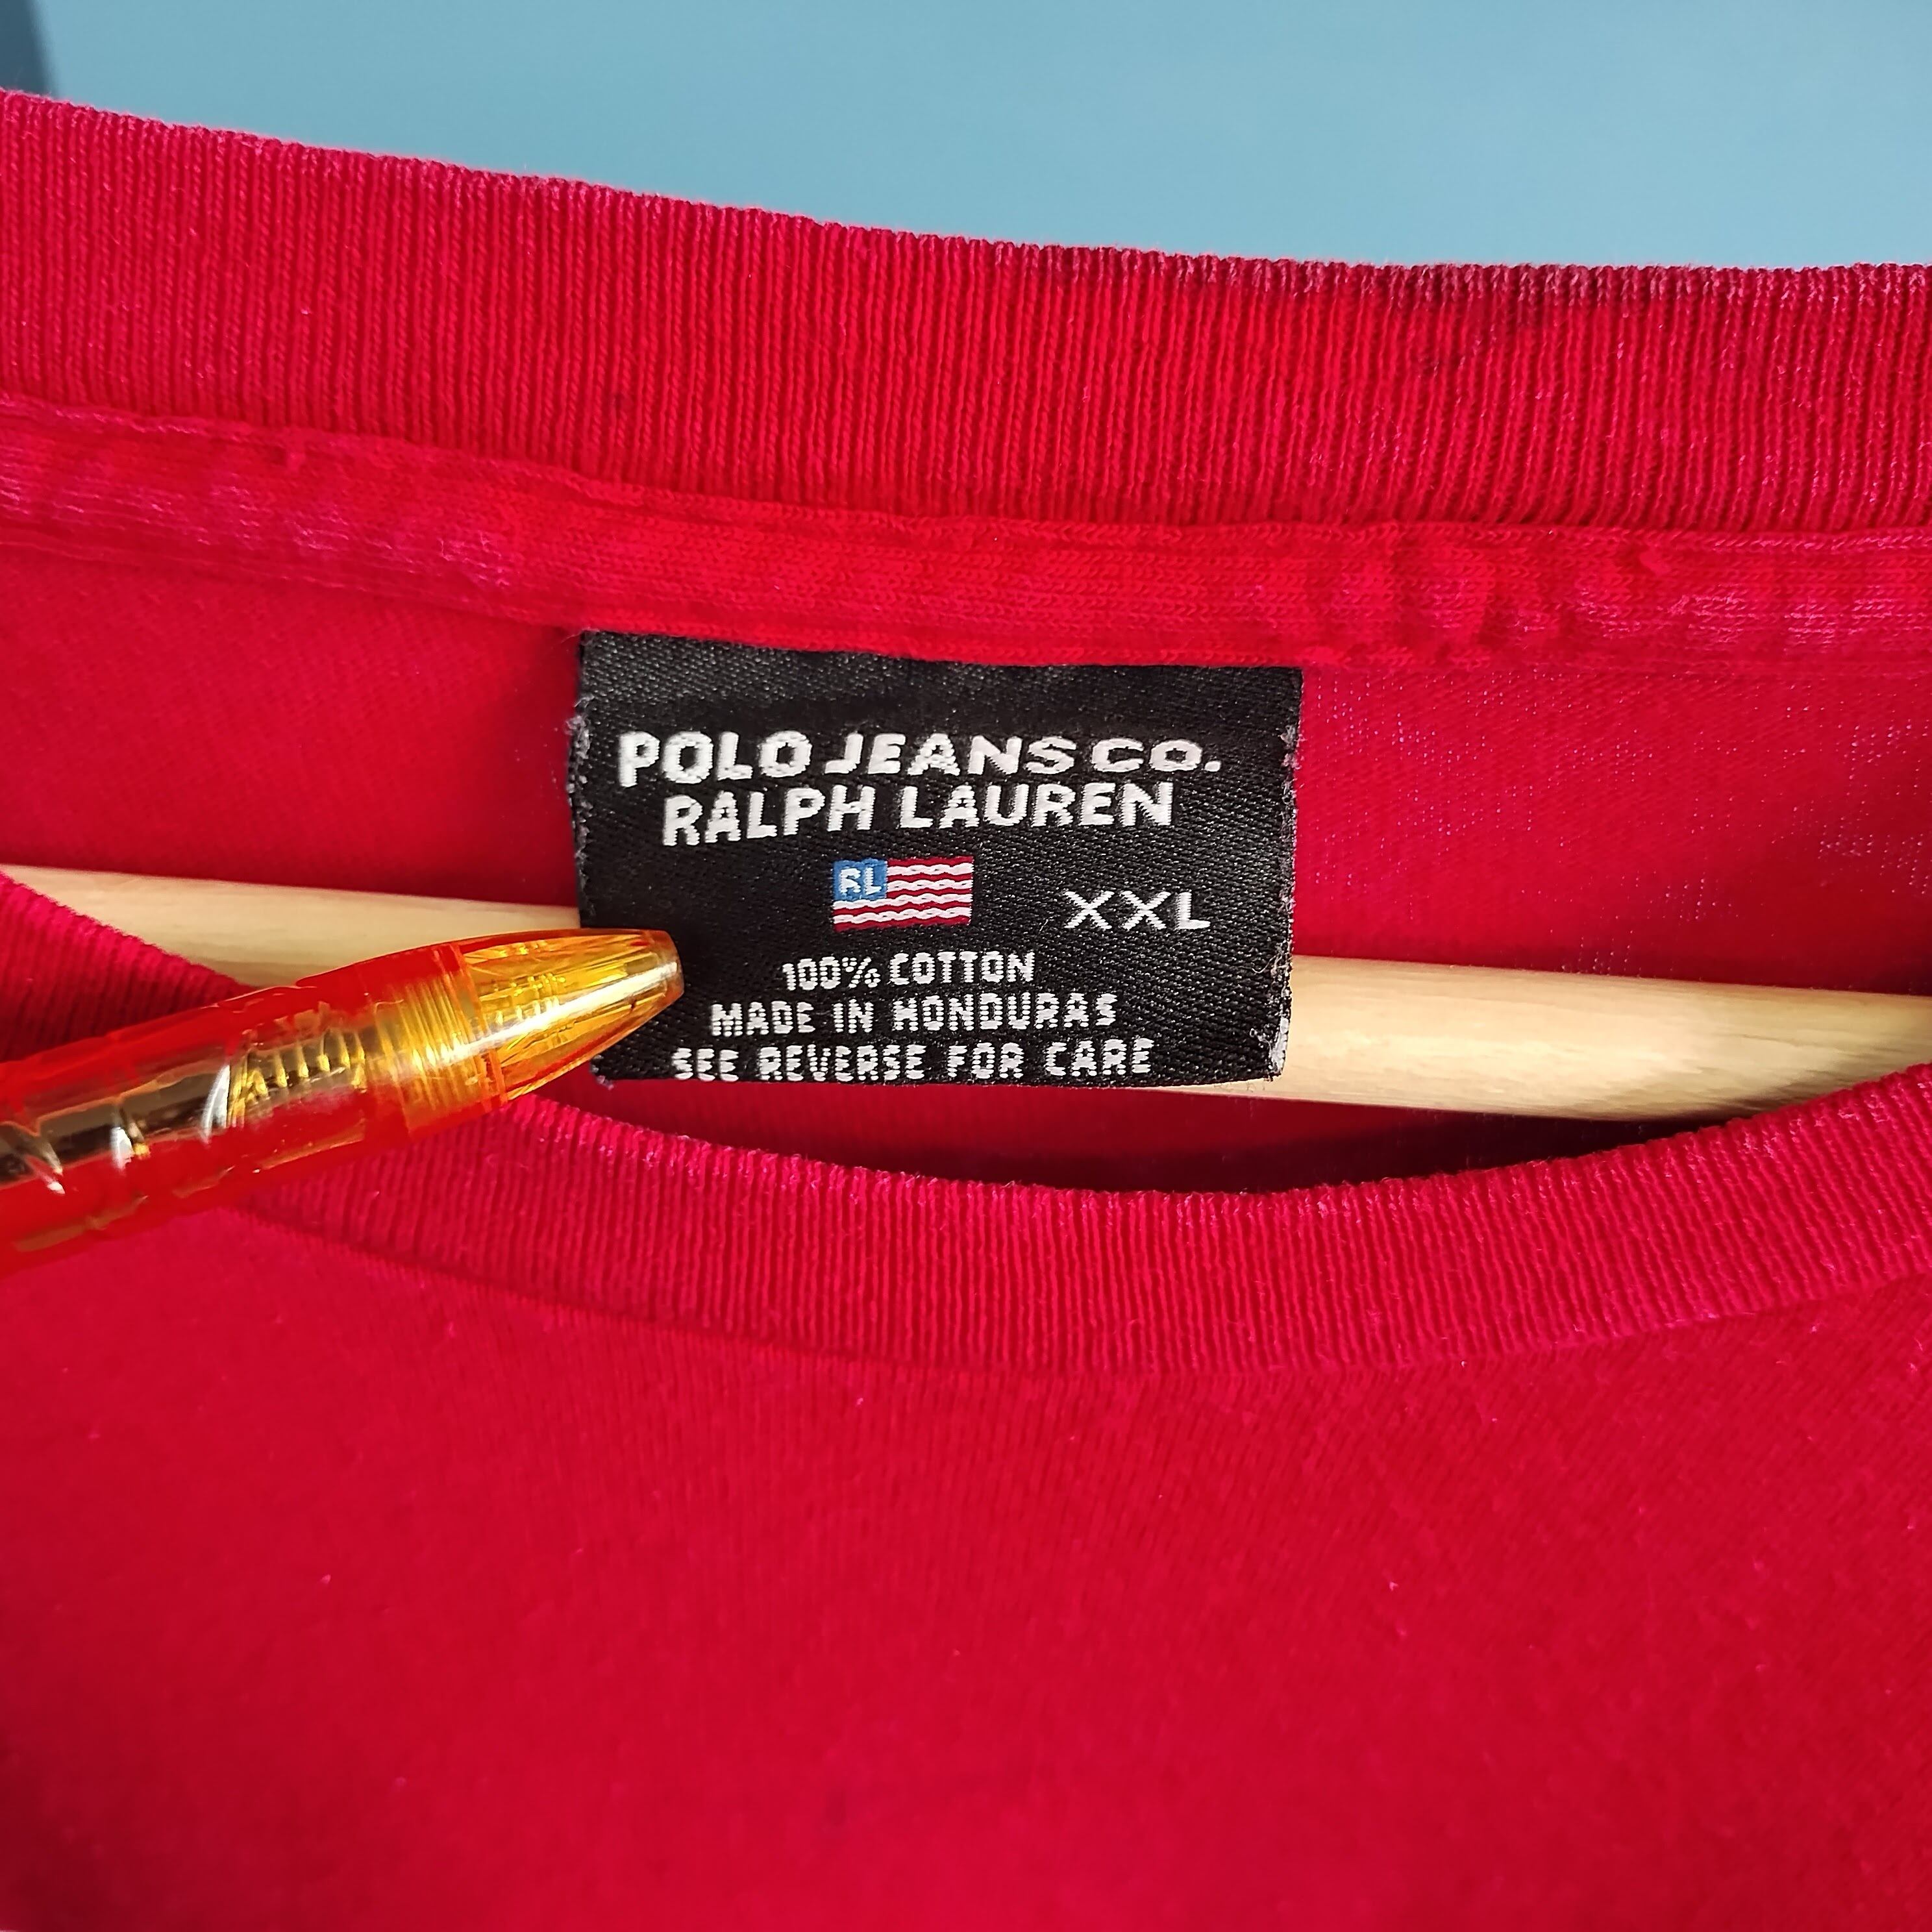 POLO JEANS CO.
RALPH LAUREN
RL
XXL
100% COTTON
MADE IN HONDURAS
SEE REVERSE FOR CARE